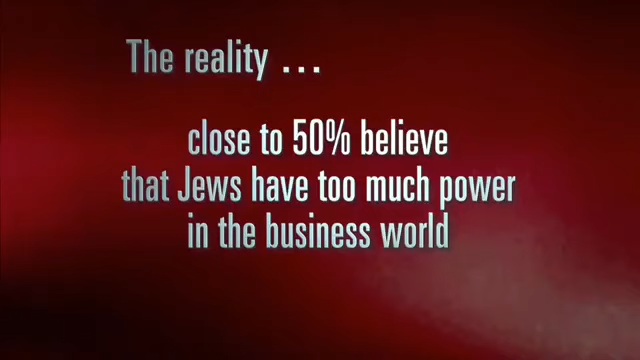 The reality ...
close to 50% believe
that Jews have too much power
in the business world